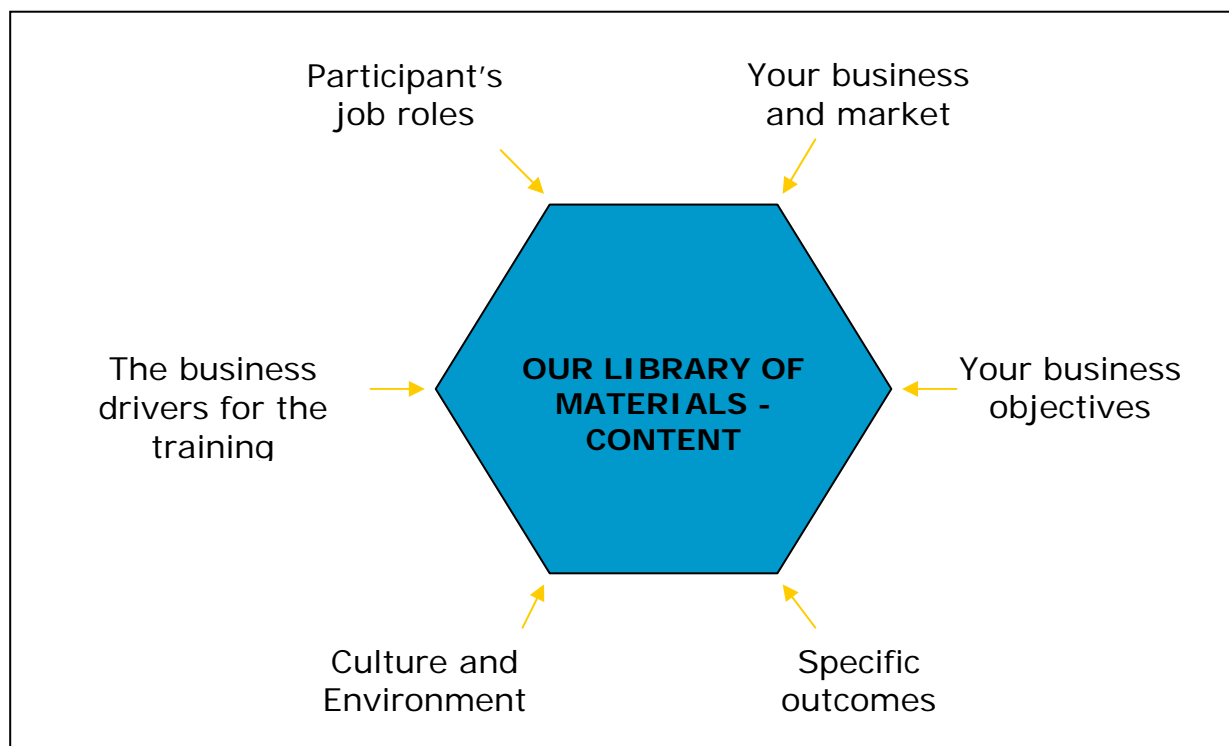 Participant's
job roles
Your business
and market
The business
drivers for the
training
OUR LIBRARY OF
MATERIALS -
CONTENT
Your business
objectives
Culture and
Environment
Specific
outcomes